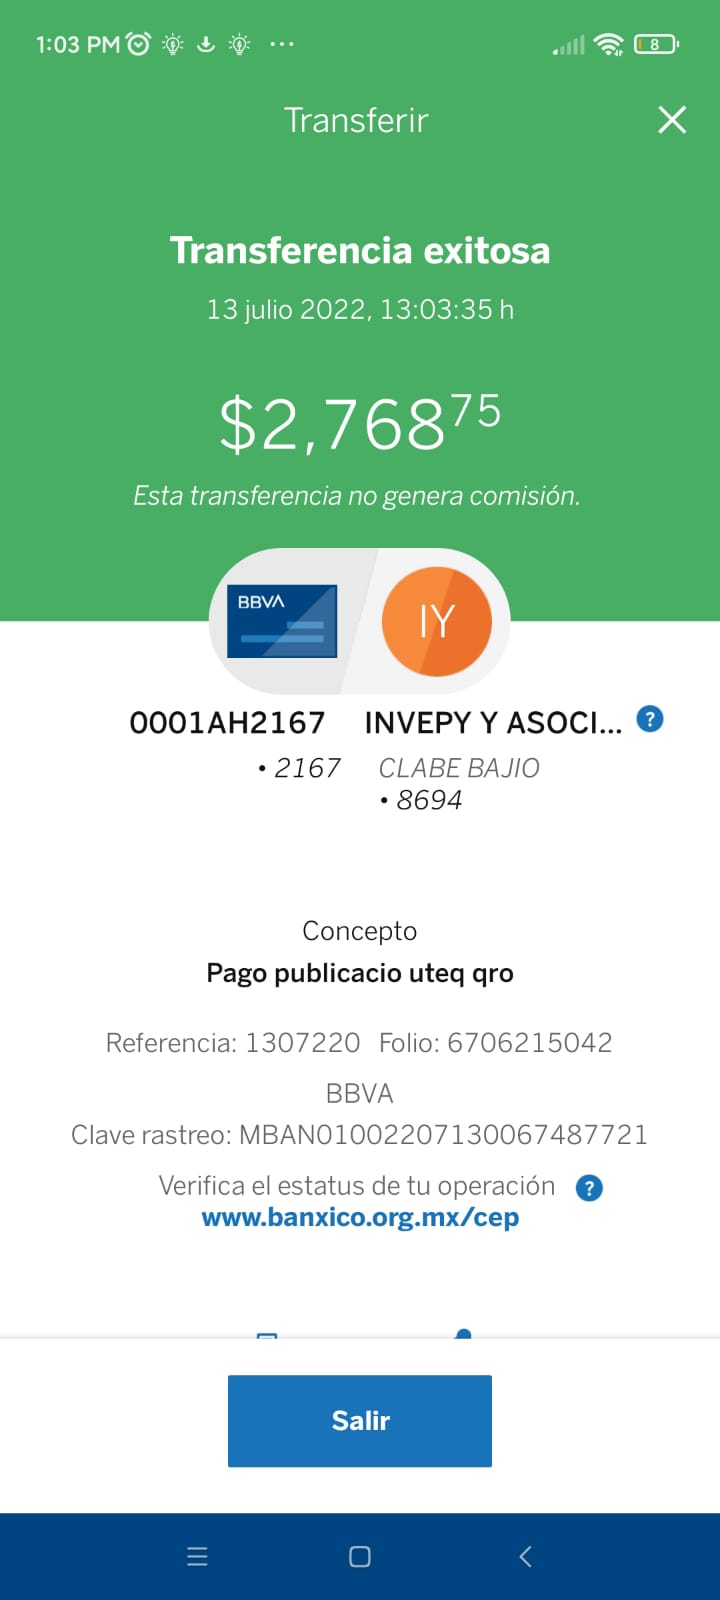 1:03 PM
8
Transferir
Transferencia exitosa
13 julio 2022, 13:03:35 h
$2,76875
Esta transferencia no genera comisión.
BBVA
IY
0001AH2167 INVEPY Y ASOCI... ?
• 2167 CLABE BAJIO
• 8694
Concepto
Pago publicacio uteq qro
Referencia: 1307220 Folio: 6706215042
BBVA
Clave rastreo: MBAN01002207130067487721
Verifica el estatus de tu operación ?
www.banxico.org.mx/cep
Salir